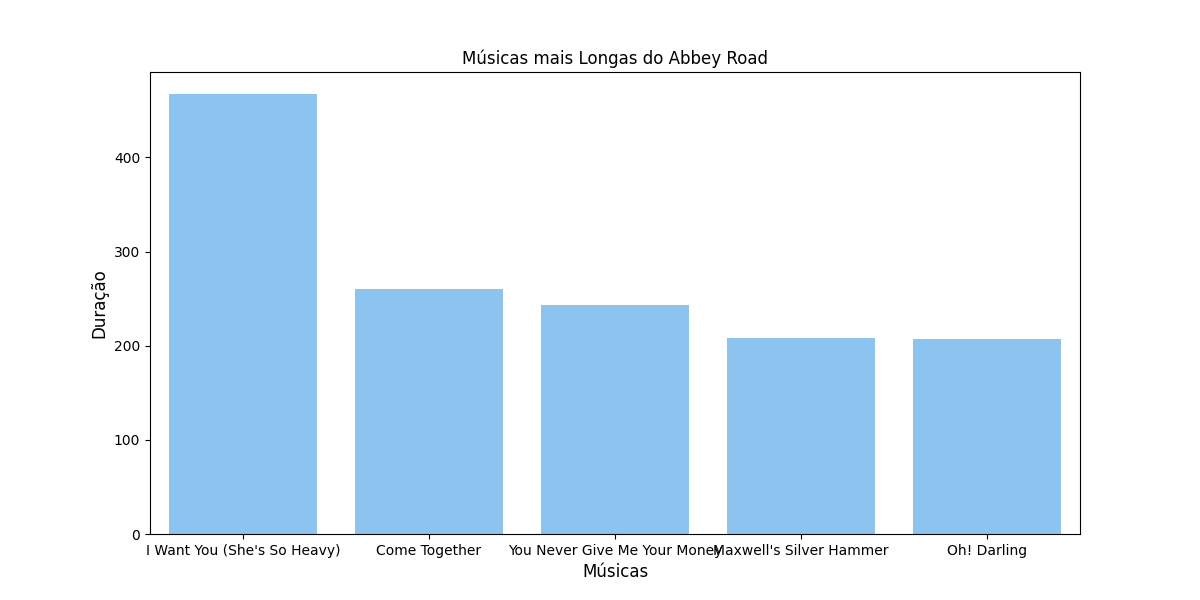 Músicas mais Longas do Abbey Road
400
300
200
100
0
Duração
I Want You (She's So Heavy)
Come Together
You Never Give Me Your Money
Maxwell's Silver Hammer
Oh! Darling
Músicas